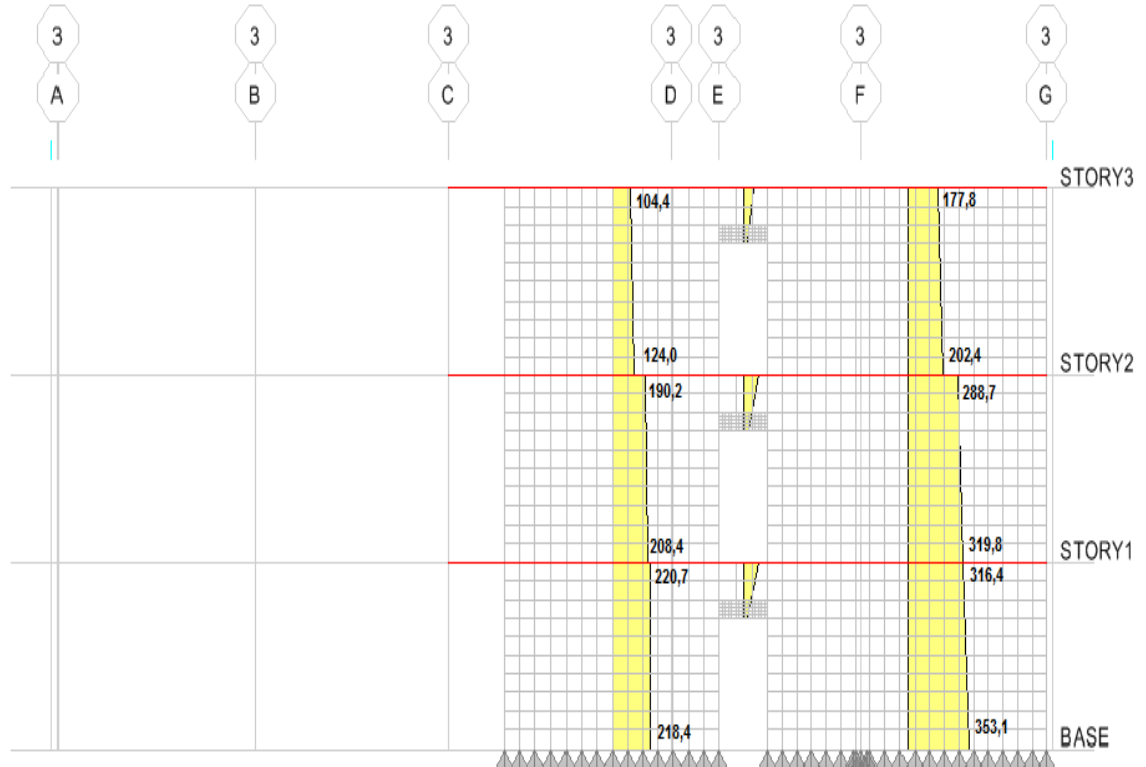 3 3 3 3 3 3 3
A B C D E F G
STORY3
104,4 177,8
124,0 202,4
STORY2
190,2 288,7
208,4 319,8
STORY1
220,7 316,4
218,4 353,1
BASE